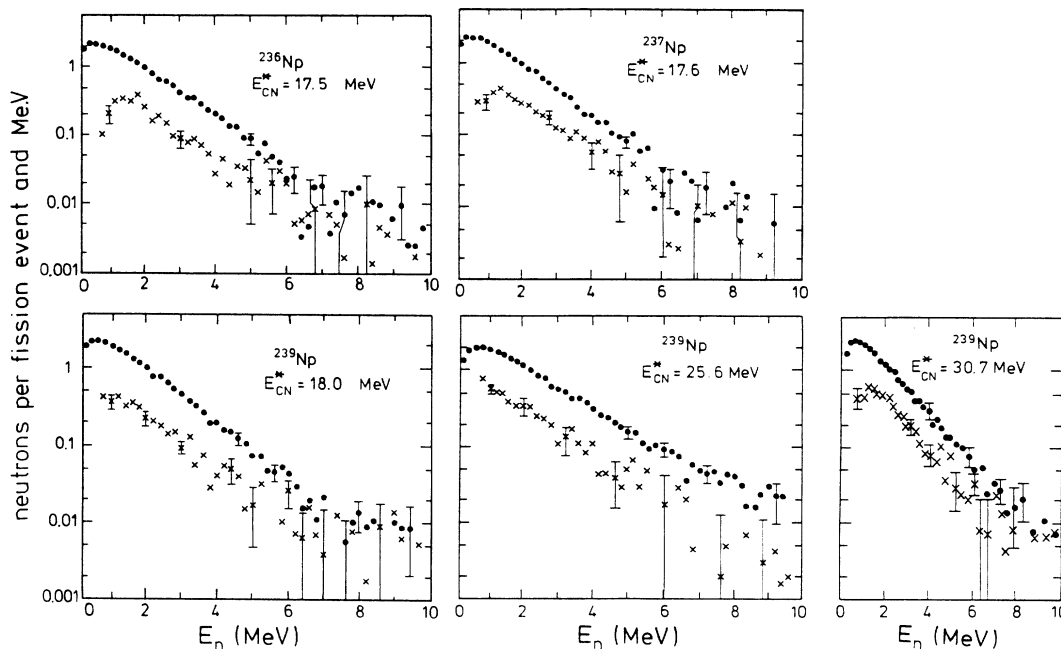 neutrons per fission event and MeV
1
0.1
0.01
0.001
236Np
E*CN = 17.5 MeV
0 2 4 6 8 10
237Np
E*CN = 17.6 MeV
0 2 4 6 8 10
1
0.1
0.01
0.001
239Np
E*CN = 18.0 MeV
0 2 4 6 8 10
En (MeV)
239Np
E*CN = 25.6 MeV
0 2 4 6 8 10
En (MeV)
239Np
E*CN = 30.7 MeV
0 2 4 6 8 10
En (MeV)